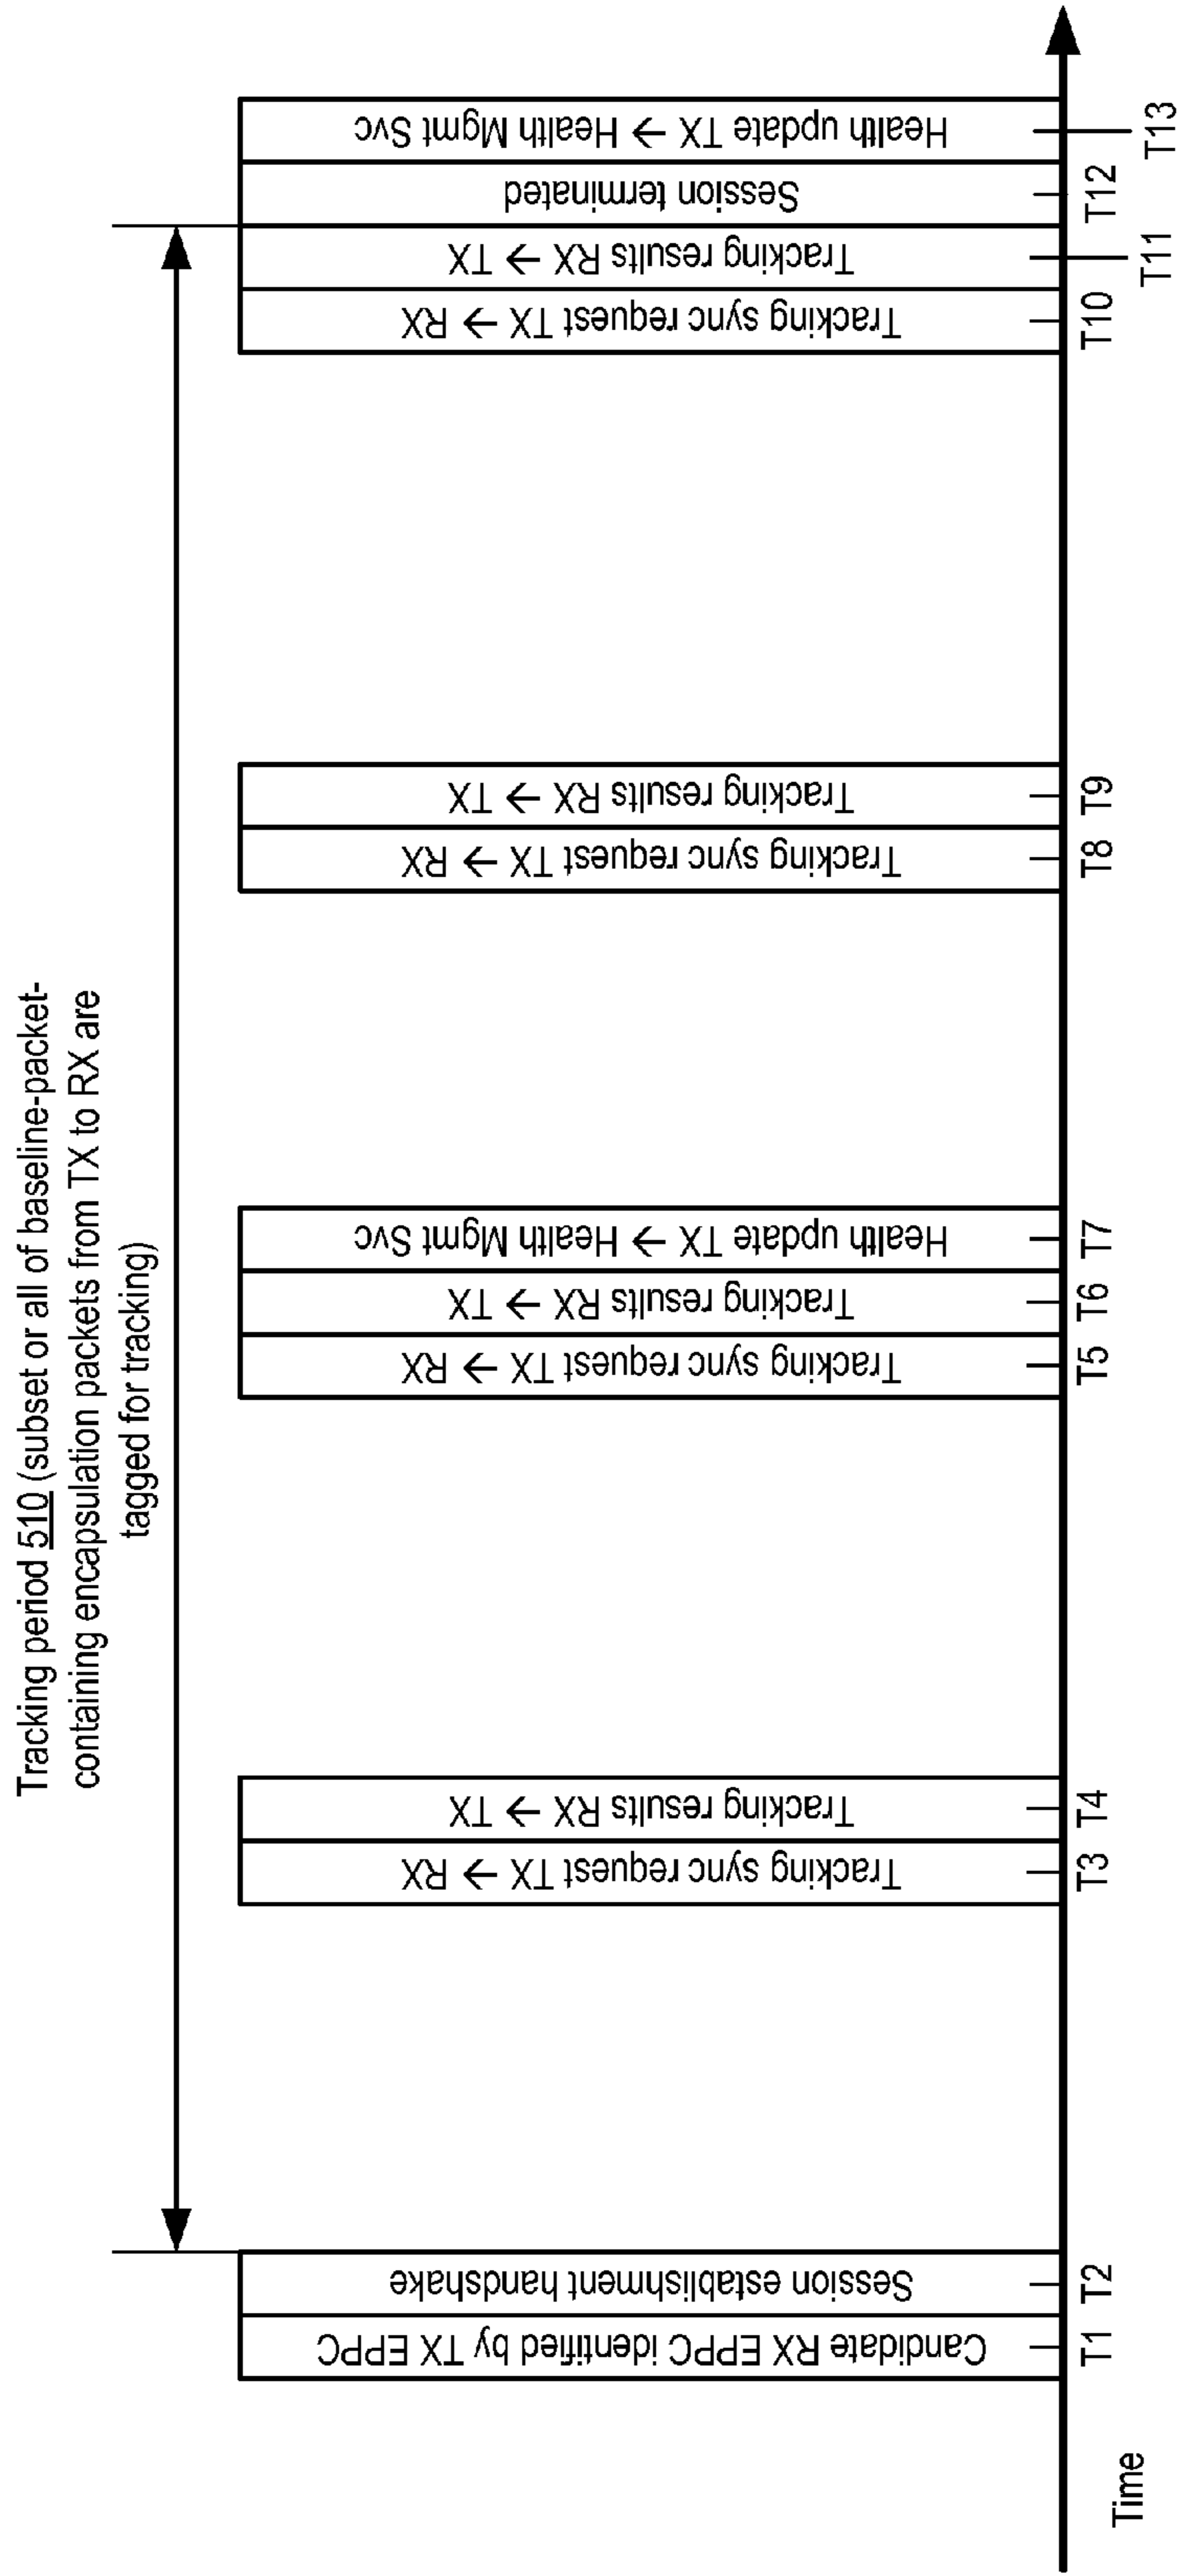 Tracking period 510 (subset or all of baseline-packet-
containing encapsulation packets from TX to RX are
tagged for tracking)
Candidate RX EPPC identified by TX EPPC
Session establishment handshake
Tracking sync request TX → RX
Tracking results RX → TX
Tracking sync request TX → RX
Tracking results RX → TX
Health update TX → Health Mgmt Svc
Tracking sync request TX → RX
Tracking results RX → TX
Tracking sync request TX → RX
Tracking results RX → TX
Session terminated
Health update TX → Health Mgmt Svc
Time
T1
T2
T3
T4
T5
T6
T7
T8
T9
T10
T11
T12
T13